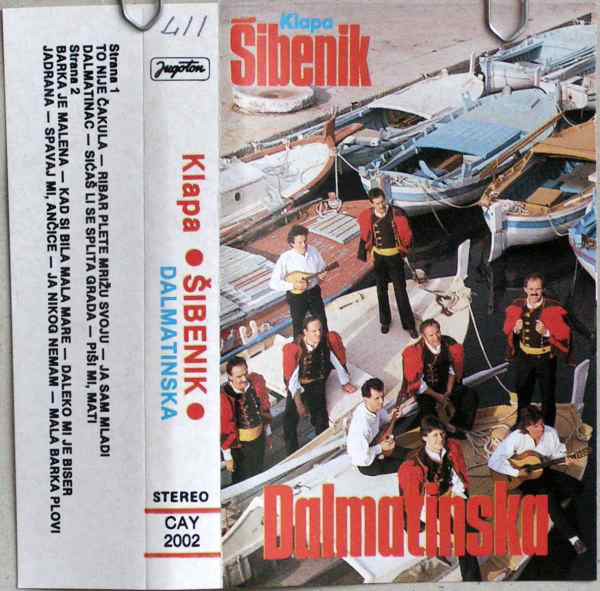 Strana 1
TO NIJE ČAKULA — RIBAR PLETE MRIŽU SVOJU — JA SAM MLADI
DALMATINAC — SIĆAŠ LI SE SPLITA GRADA — PIŠI MI, MATI
Strana 2
BARKA JE MALENA — KAD SI BILA MALA MARE — DALEKO MI JE BISER
JADRANA — SPAVAJ MI, ANČICE — JA NIKOG NEMAM — MALA BARKA PLOVI
411
Jugoton
Klapa ● ŠIBENIK ●
DALMATINSKA
STEREO
CAY
2002
Klapa
Šibenik
Dalmatinska